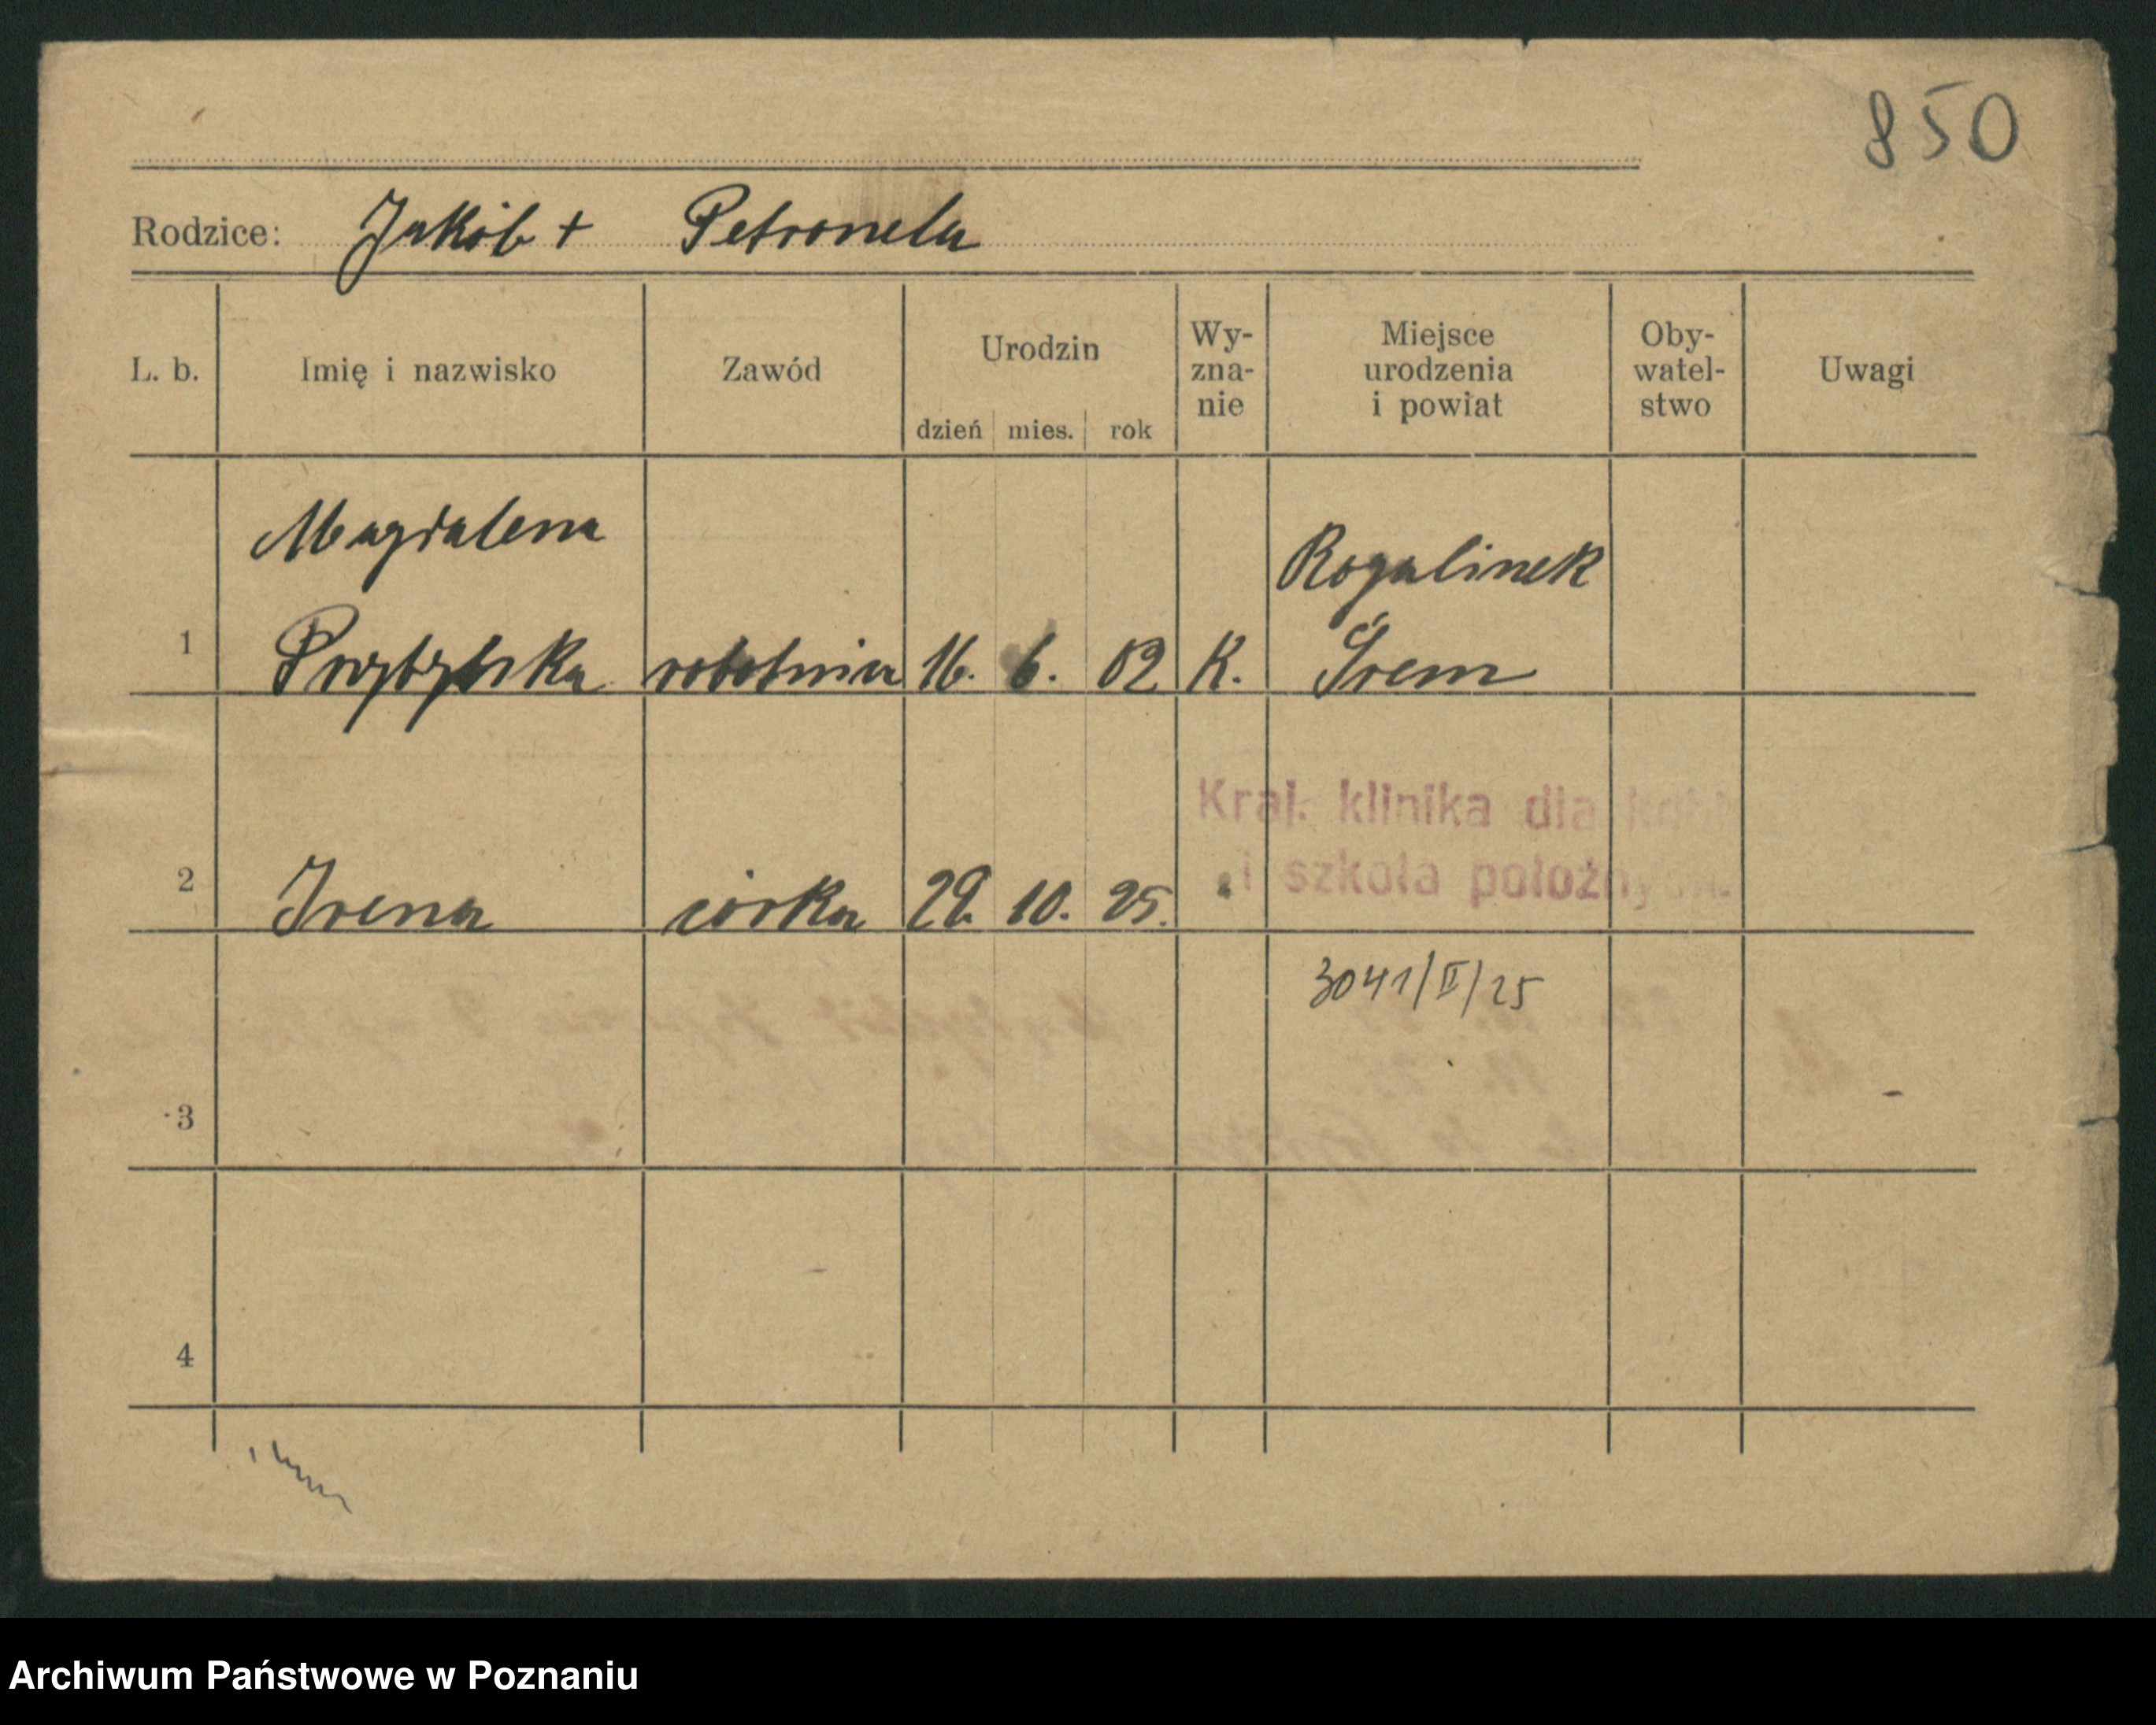 850
Rodzice: Jakób + Petronela
L. b. Imię i nazwisko Zawód Urodzin dzień mies. rok Wy-zna-nie Miejsce urodzenia i powiat Oby-watel-stwo Uwagi
Magdalena Rogalinek
1 Przybylska robotnica 16. 6. 02 K. Śrem
Kraj. klinika dla
i szkoła położnych.
2 Irena córka 29. 10. 25.
3041/II/25
3
4
Archiwum Państwowe w Poznaniu